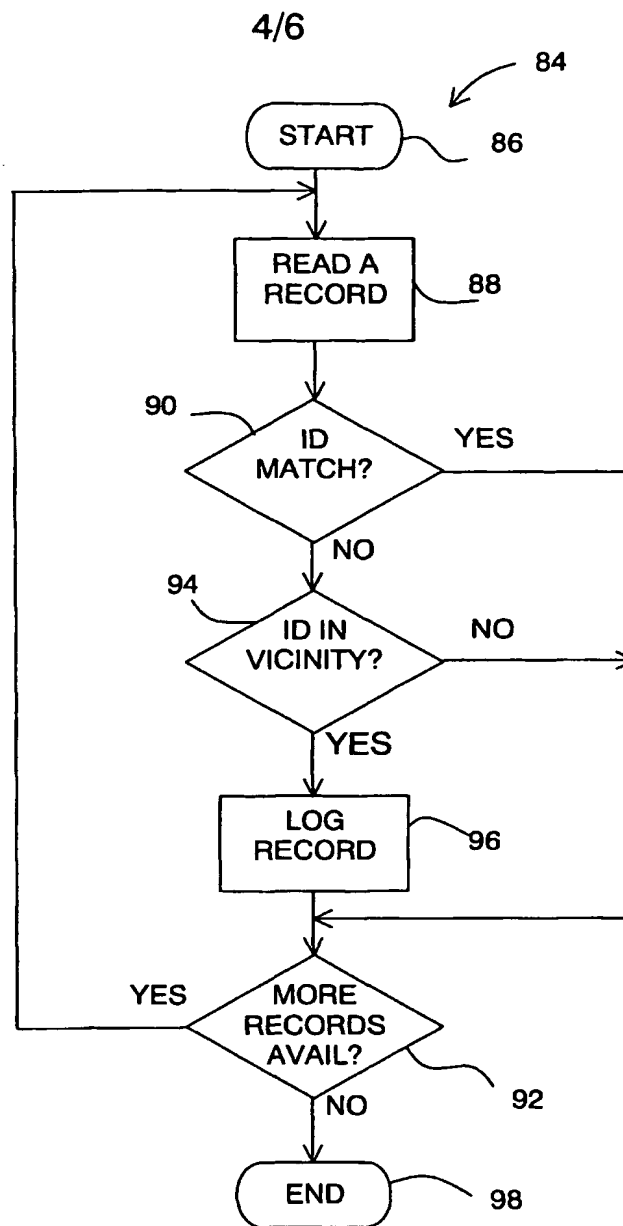 4/6
84
START
86
READ A
RECORD
88
90
ID
MATCH?
YES
NO
94
ID IN
VICINITY?
NO
YES
LOG
RECORD
96
YES
MORE
RECORDS
AVAIL?
92
NO
END
98